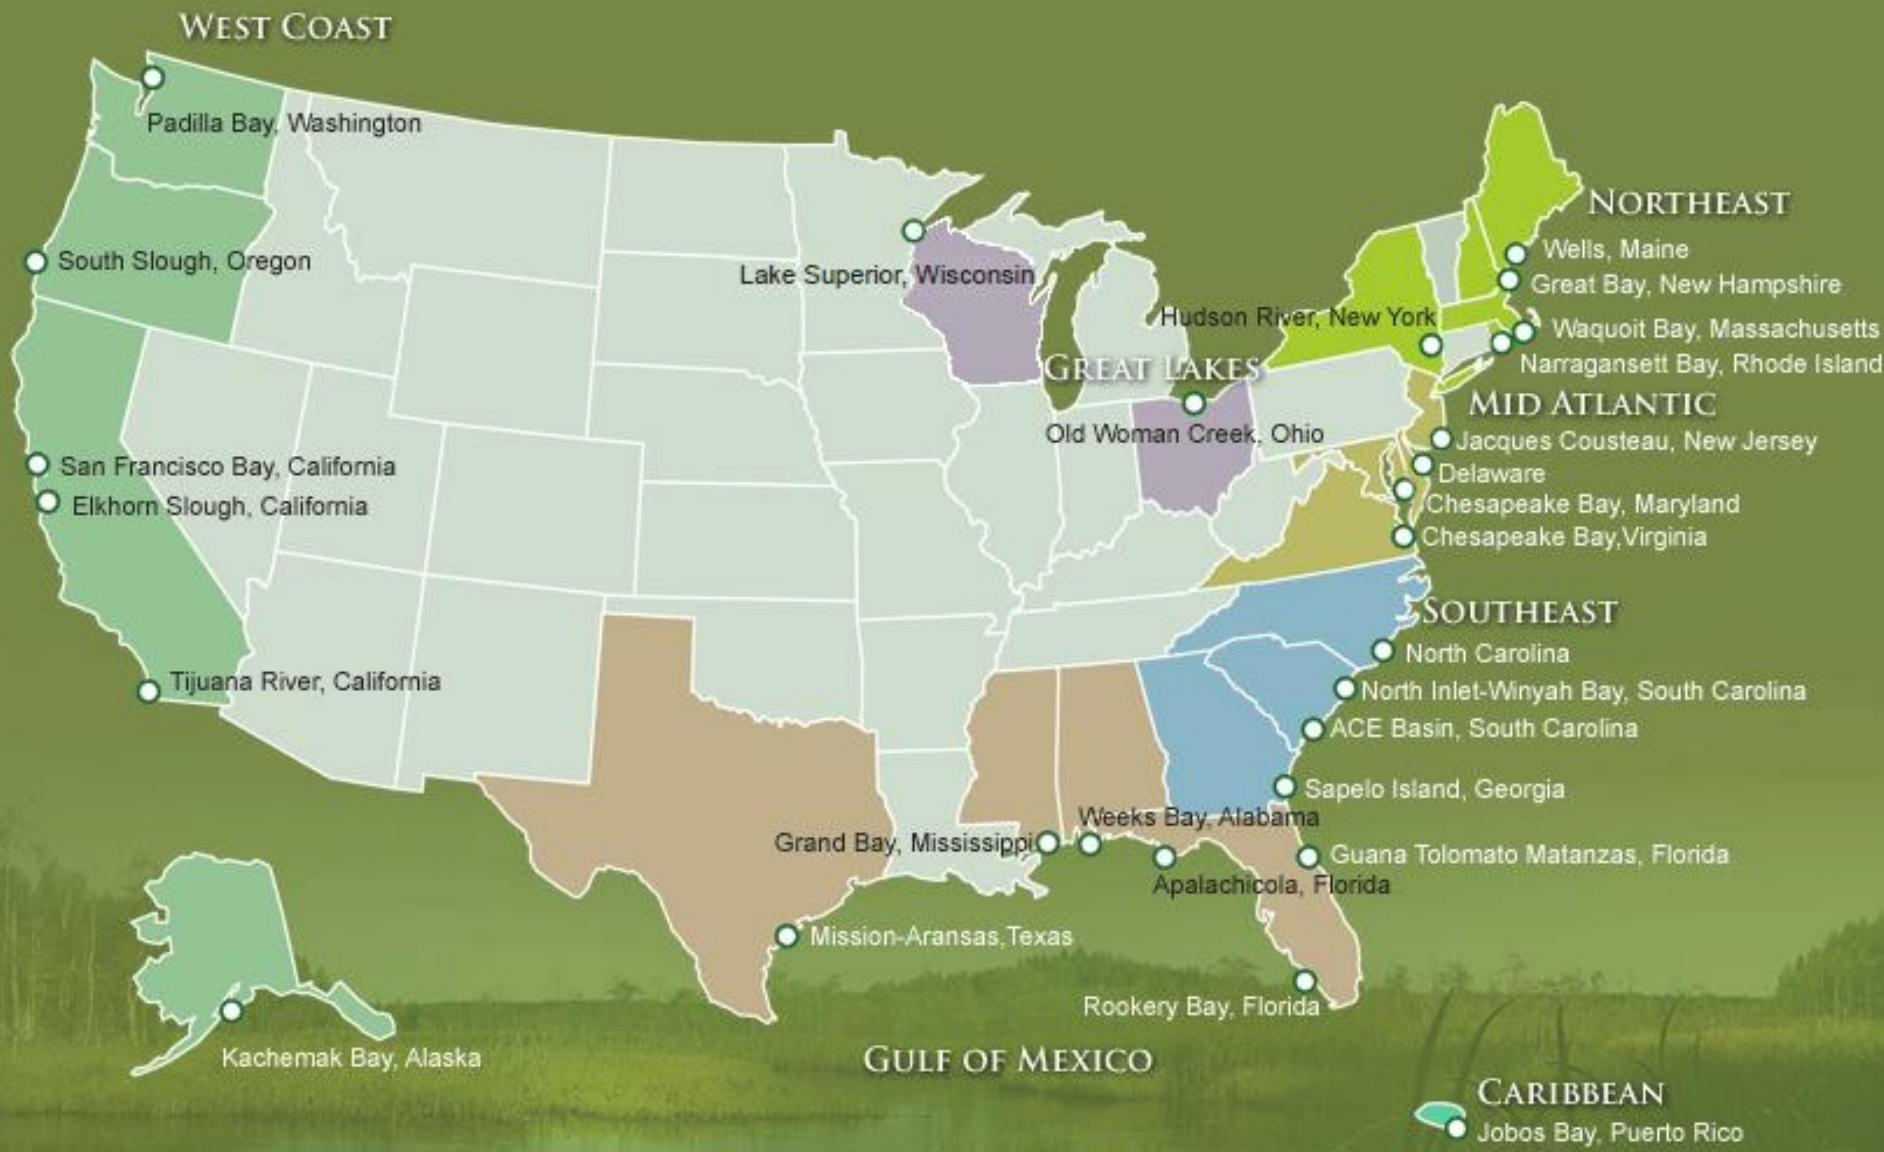 WEST COAST
Padilla Bay, Washington
South Slough, Oregon
San Francisco Bay, California
Elkhorn Slough, California
Tijuana River, California
Kachemak Bay, Alaska
Lake Superior, Wisconsin
GREAT LAKES
Old Woman Creek, Ohio
NORTHEAST
Wells, Maine
Great Bay, New Hampshire
Hudson River, New York
Waquoit Bay, Massachusetts
Narragansett Bay, Rhode Island
MID ATLANTIC
Jacques Cousteau, New Jersey
Delaware
Chesapeake Bay, Maryland
Chesapeake Bay,Virginia
SOUTHEAST
North Carolina
North Inlet-Winyah Bay, South Carolina
ACE Basin, South Carolina
Sapelo Island, Georgia
Weeks Bay, Alabama
Grand Bay, Mississippi
Guana Tolomato Matanzas, Florida
Apalachicola, Florida
Mission-Aransas,Texas
Rookery Bay, Florida
GULF OF MEXICO
CARIBBEAN
Jobos Bay, Puerto Rico